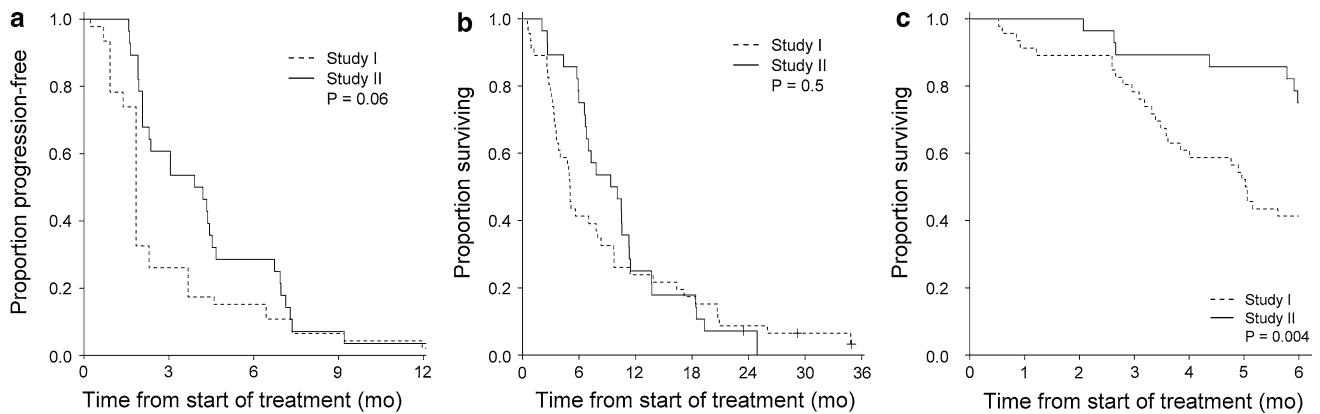 a
Proportion progression-free
1.0
0.8
0.6
0.4
0.2
0.0
0 3 6 9 12
Time from start of treatment (mo)
Study I
Study II
P = 0.06
b
Proportion surviving
1.0
0.8
0.6
0.4
0.2
0.0
0 6 12 18 24 30 36
Time from start of treatment (mo)
Study I
Study II
P = 0.5
c
Proportion surviving
1.0
0.8
0.6
0.4
0.2
0.0
0 1 2 3 4 5 6
Time from start of treatment (mo)
Study I
Study II
P = 0.004